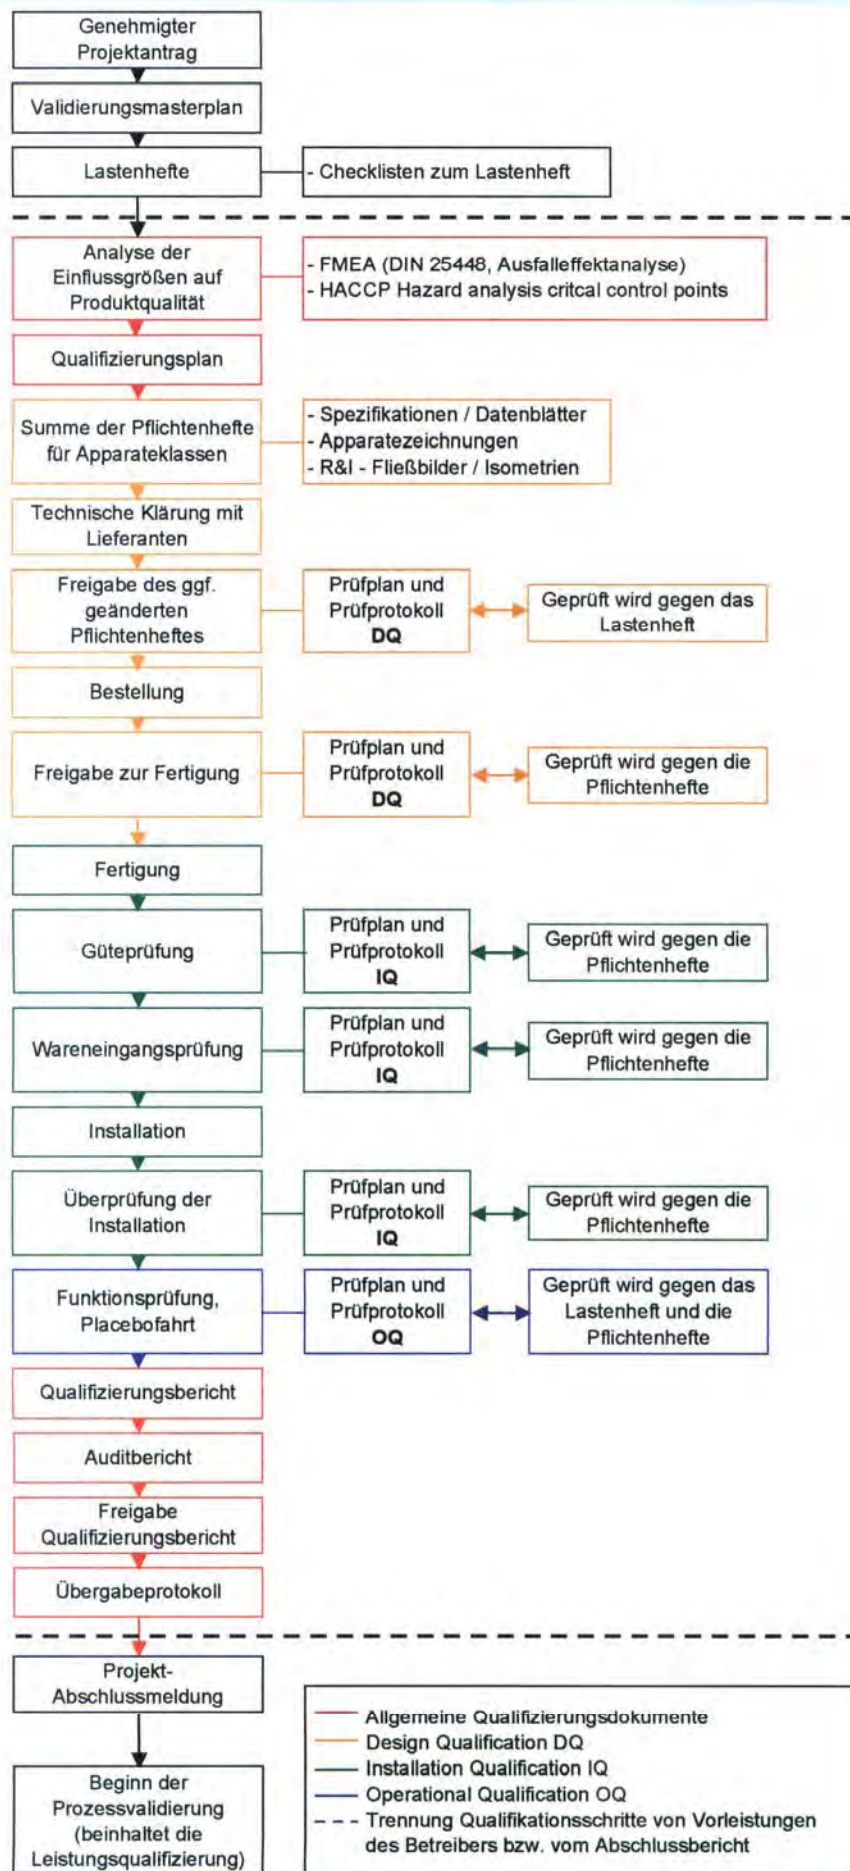 Genehmigter
Projektantrag
Validierungsmasterplan
Lastenhefte
- Checklisten zum Lastenheft
Analyse der
Einflussgrößen auf
Produktqualität
- FMEA (DIN 25448, Ausfalleffektanalyse)
- HACCP Hazard analysis critcal control points
Qualifizierungsplan
Summe der Pflichtenhefte
für Apparateklassen
- Spezifikationen / Datenblätter
- Apparatezeichnungen
- R&I - Fließbilder / Isometrien
Technische Klärung mit
Lieferanten
Freigabe des ggf.
geänderten
Pflichtenheftes
Prüfplan und
Prüfprotokoll
DQ
Geprüft wird gegen das
Lastenheft
Bestellung
Freigabe zur Fertigung
Prüfplan und
Prüfprotokoll
DQ
Geprüft wird gegen die
Pflichtenhefte
Fertigung
Güteprüfung
Prüfplan und
Prüfprotokoll
IQ
Geprüft wird gegen die
Pflichtenhefte
Wareneingangsprüfung
Prüfplan und
Prüfprotokoll
IQ
Geprüft wird gegen die
Pflichtenhefte
Installation
Überprüfung der
Installation
Prüfplan und
Prüfprotokoll
IQ
Geprüft wird gegen die
Pflichtenhefte
Funktionsprüfung,
Placebofahrt
Prüfplan und
Prüfprotokoll
OQ
Geprüft wird gegen das
Lastenheft und die
Pflichtenhefte
Qualifizierungsbericht
Auditbericht
Freigabe
Qualifizierungsbericht
Übergabeprotokoll
Projekt-
Abschlussmeldung
Beginn der
Prozessvalidierung
(beinhaltet die
Leistungsqualifizierung)
Allgemeine Qualifizierungsdokumente
Design Qualification DQ
Installation Qualification IQ
Operational Qualification OQ
Trennung Qualifikationsschritte von Vorleistungen
des Betreibers bzw. vom Abschlussbericht